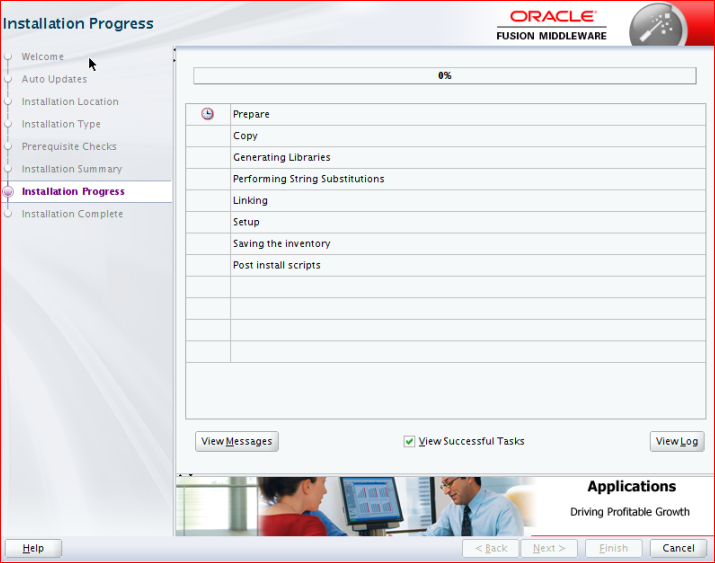 Installation Progress
ORACLE
FUSION MIDDLEWARE
Welcome
Auto Updates
Installation Location
Installation Type
Prerequisite Checks
Installation Summary
Installation Progress
Installation Complete
0%
Prepare
Copy
Generating Libraries
Performing String Substitutions
Linking
Setup
Saving the inventory
Post install scripts
View Messages
View Successful Tasks
View Log
Applications
Driving Profitable Growth
Help
< Back
Next >
Finish
Cancel